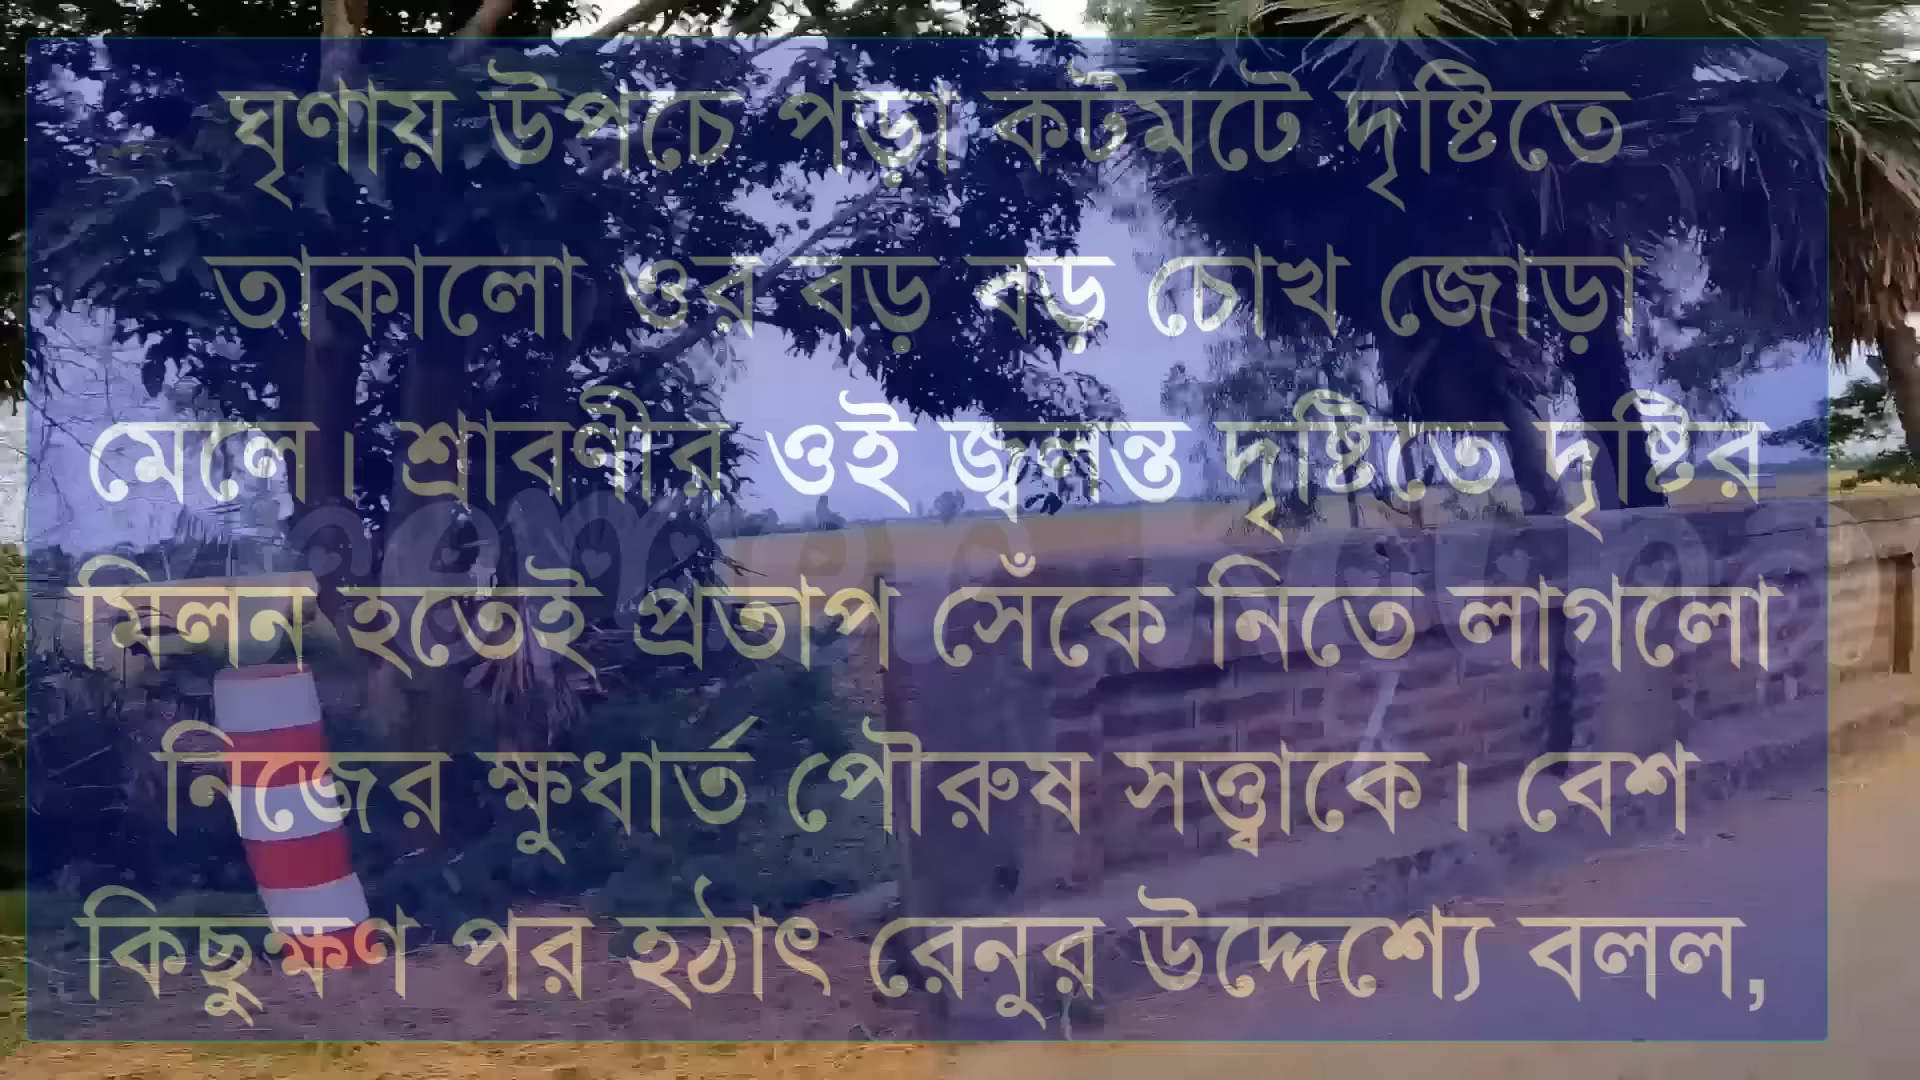 ঘৃণায় উপচে পড়া কটমটে দৃষ্টিতে
তাকালো ওর বড় বড় চোখ জোড়া
মেলে। শ্রাবণীর ওই জ্বলন্ত দৃষ্টিতে দৃষ্টির
মিলন হতেই প্রতাপ সেঁকে নিতে লাগলো
নিজের ক্ষুধার্ত পৌরুষ সত্ত্বাকে। বেশ
কিছুক্ষণ পর হঠাৎ রেনুর উদ্দেশ্যে বলল,